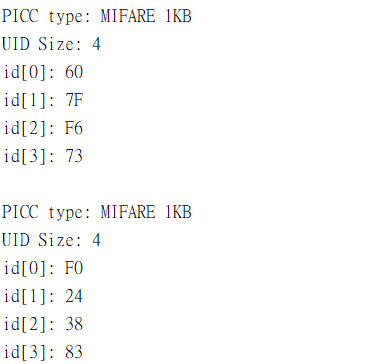 PICC type: MIFARE 1KB
UID Size: 4
id[0]: 60
id[1]: 7F
id[2]: F6
id[3]: 73
PICC type: MIFARE 1KB
UID Size: 4
id[0]: F0
id[1]: 24
id[2]: 38
id[3]: 83